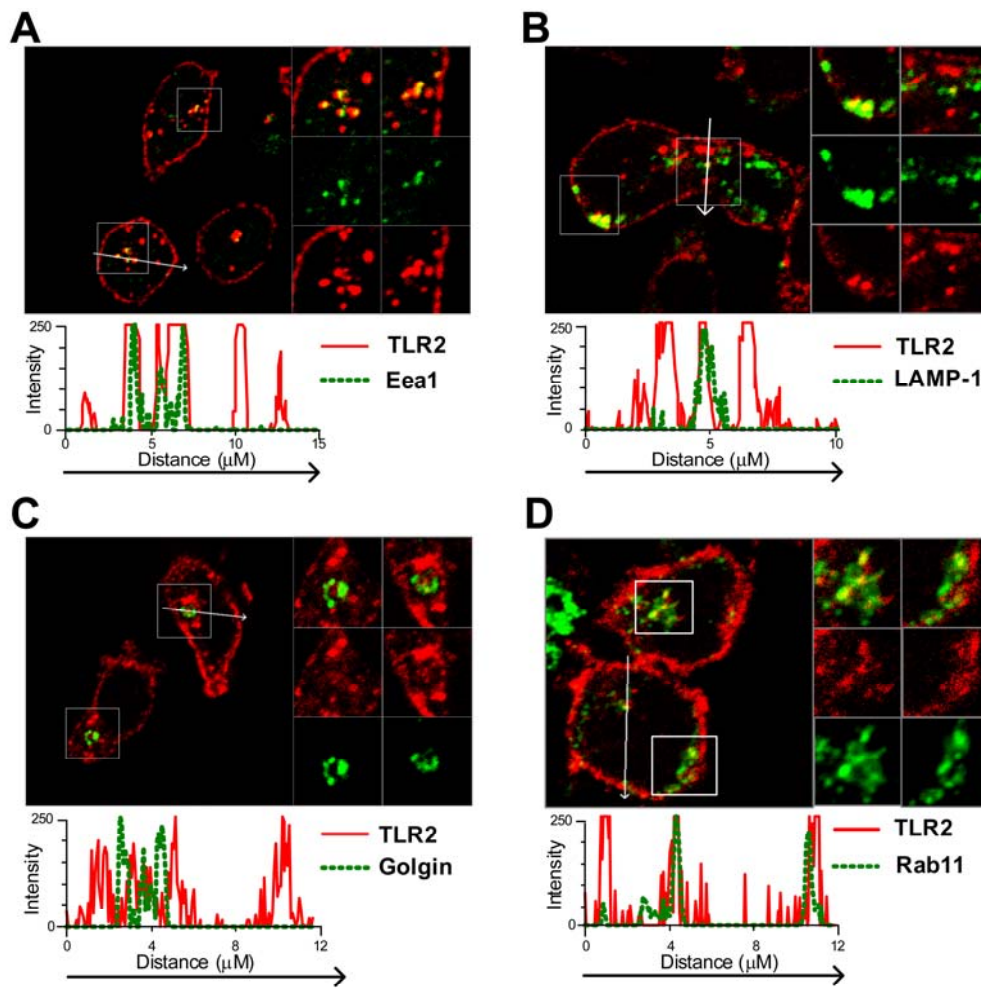 A
B
250
Intensity
0
0 5 10 15
Distance (μM)
TLR2
Eea1
250
Intensity
0
0 5 10
Distance (μM)
TLR2
LAMP-1
C
D
250
Intensity
0
0 4 8 12
Distance (μM)
TLR2
Golgin
250
Intensity
0
0 4 8 12
Distance (μM)
TLR2
Rab11